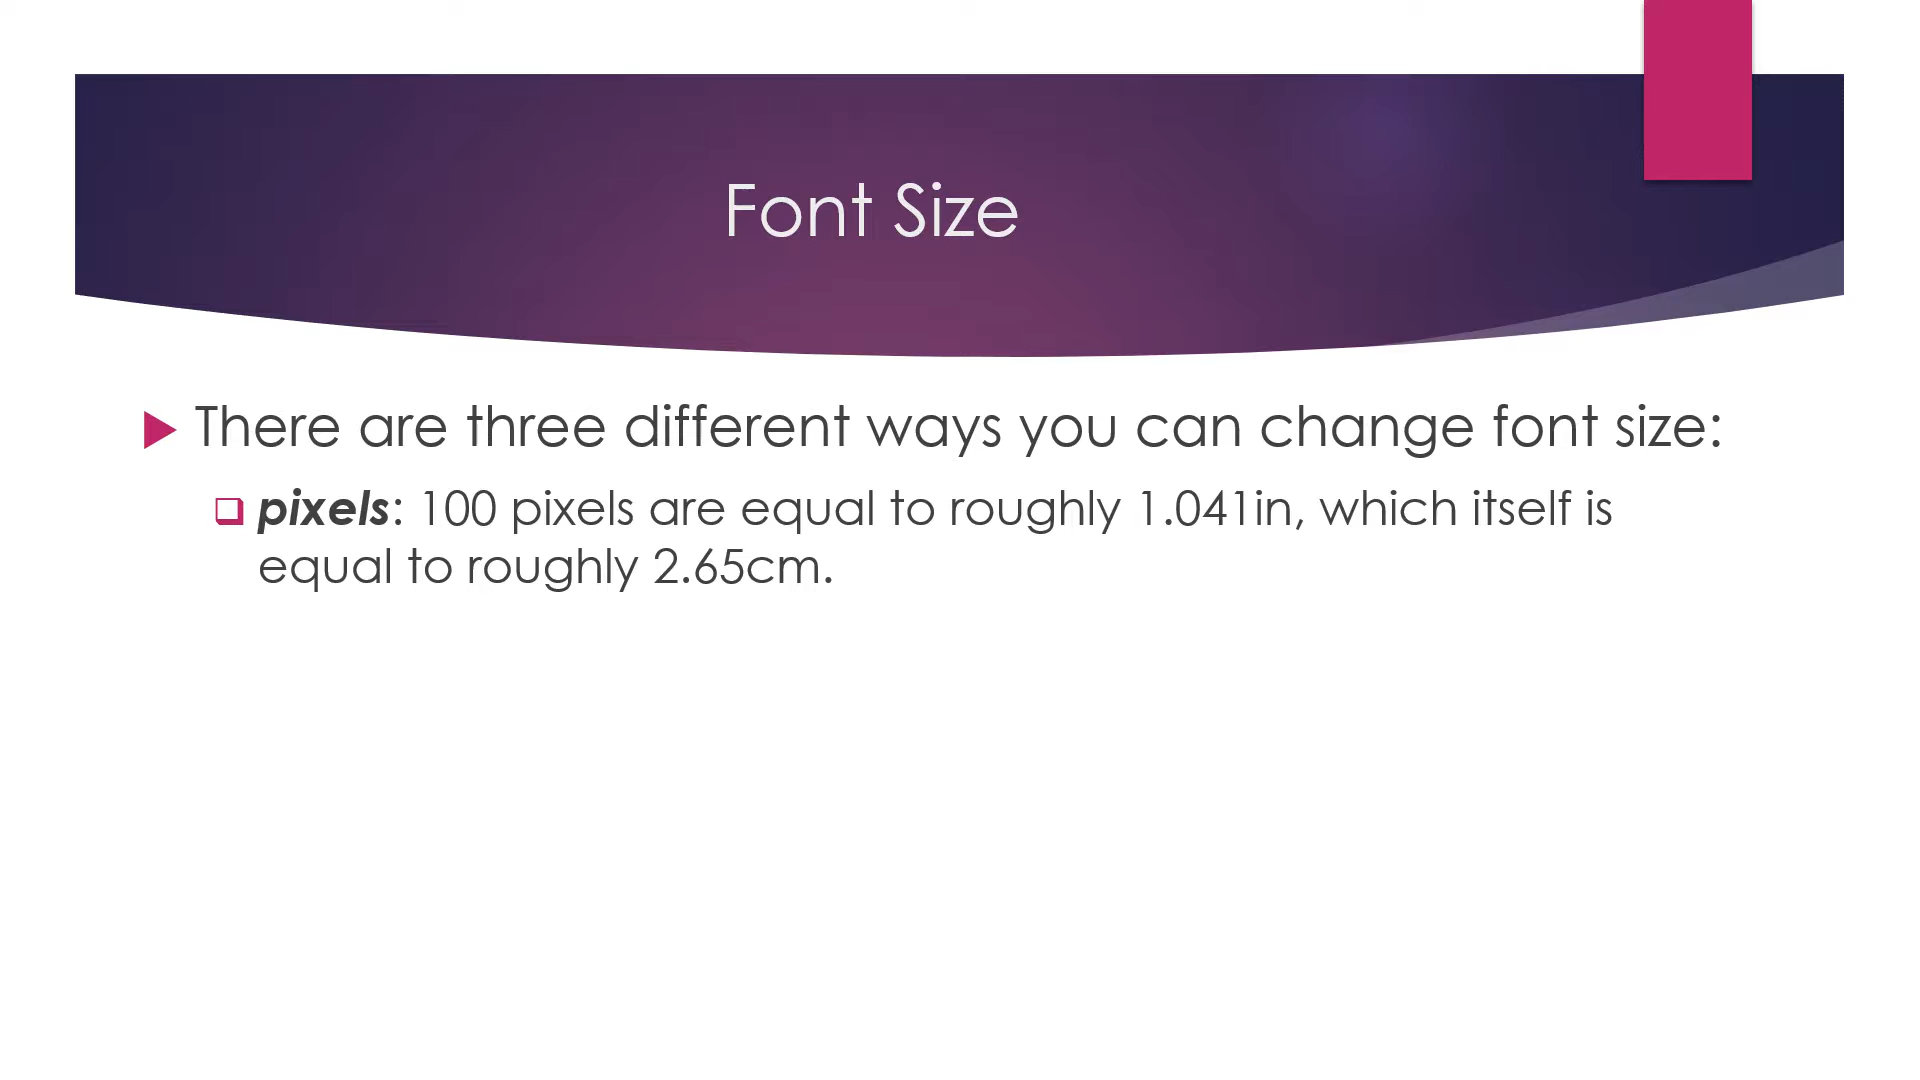 Font Size
There are three different ways you can change font size:
pixels: 100 pixels are equal to roughly 1.041in, which itself is
equal to roughly 2.65cm.